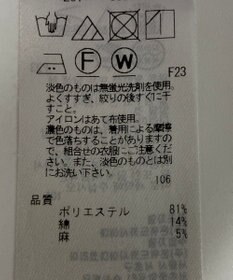 F
W
F23
淡色のものは無蛍光洗剤を使用。
よくすすぎ、絞りの後すぐに干
すこと。
アイロンはあて布使用。
濃色のものは、着用による摩擦
で色落ちすることがありますの
で、組合せの衣服にご注意くださ
い。また、淡色のものとは別
にお洗い下さい。
106
品質
ポリエステル 81%
綿 14%
麻 5%